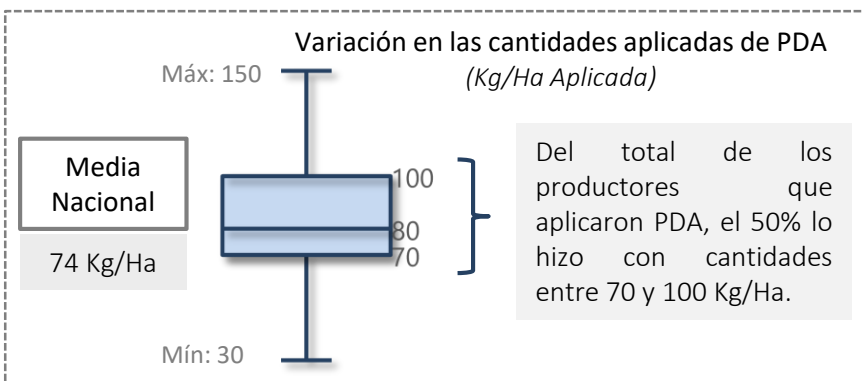 Variación en las cantidades aplicadas de PDA
(Kg/Ha Aplicada)
Máx: 150
Media
Nacional
74 Kg/Ha
100
80
70
Mín: 30
Del total de los
productores que
aplicaron PDA, el 50% lo
hizo con cantidades
entre 70 y 100 Kg/Ha.